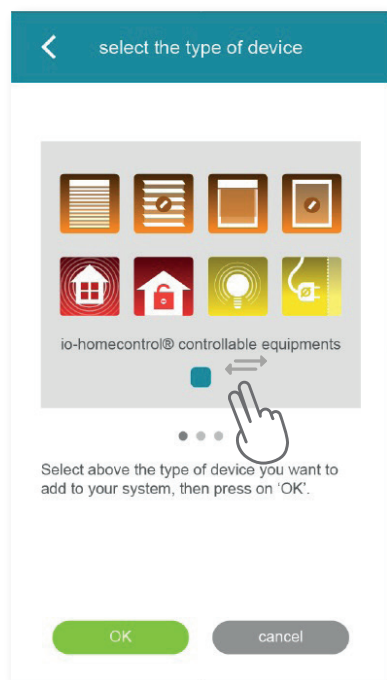 select the type of device
io-homecontrol® controllable equipments
Select above the type of device you want to
add to your system, then press on ‘OK’.
OK
cancel